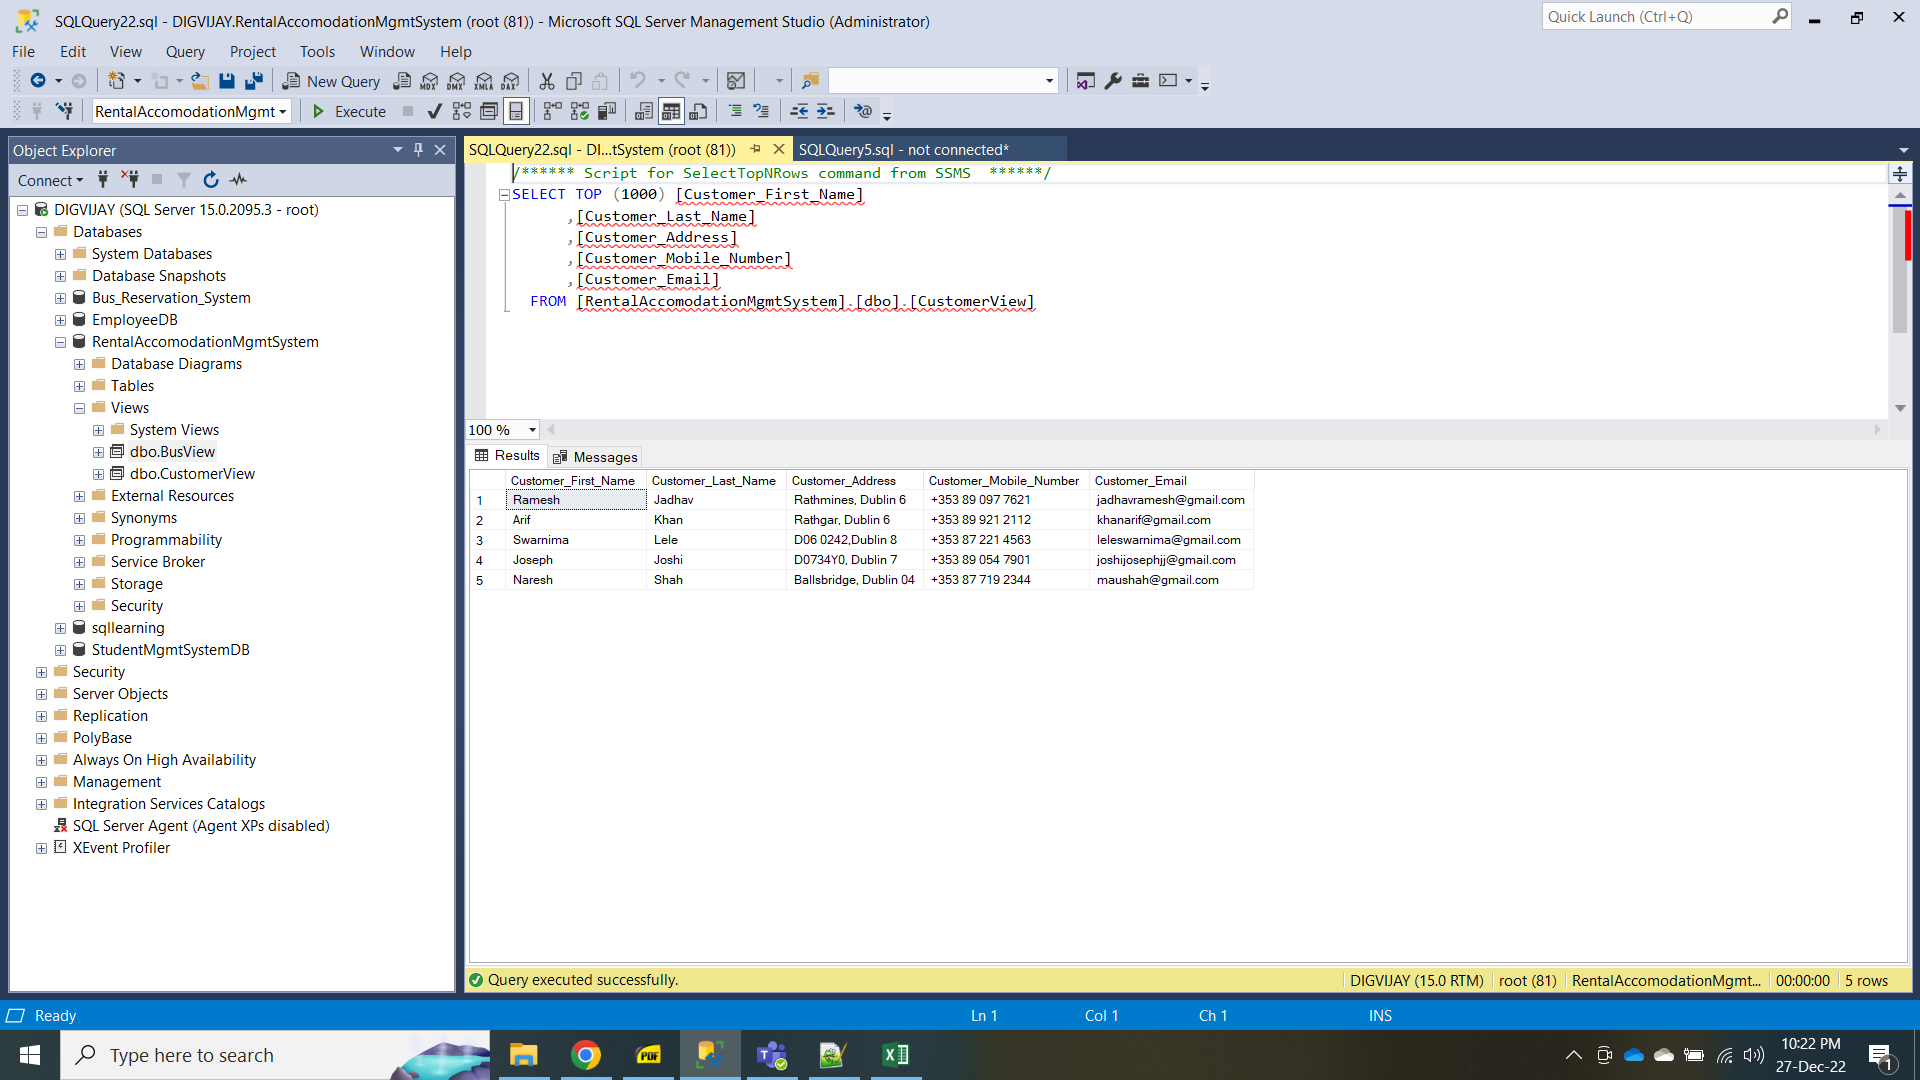 SQLQuery22.sql - DIGVIJAY.RentalAccomodationMgmtSystem (root (81)) - Microsoft SQL Server Management Studio (Administrator)
Quick Launch (Ctrl+Q)
File Edit View Query Project Tools Window Help
New Query
MDX DMX XMLA DAX
RentalAccomodationMgmt
Execute
Object Explorer
Connect
DIGVIJAY (SQL Server 15.0.2095.3 - root)
Databases
System Databases
Database Snapshots
Bus_Reservation_System
EmployeeDB
RentalAccomodationMgmtSystem
Database Diagrams
Tables
Views
System Views
dbo.BusView
dbo.CustomerView
External Resources
Synonyms
Programmability
Service Broker
Storage
Security
sqllearning
StudentMgmtSystemDB
Security
Server Objects
Replication
PolyBase
Always On High Availability
Management
Integration Services Catalogs
SQL Server Agent (Agent XPs disabled)
XEvent Profiler
SQLQuery22.sql - DI...tSystem (root (81))
SQLQuery5.sql - not connected*
/****** Script for SelectTopNRows command from SSMS  ******/
SELECT TOP (1000) [Customer_First_Name]
,[Customer_Last_Name]
,[Customer_Address]
,[Customer_Mobile_Number]
,[Customer_Email]
FROM [RentalAccomodationMgmtSystem].[dbo].[CustomerView]
100 %
Results Messages
Customer_First_Name Customer_Last_Name Customer_Address Customer_Mobile_Number Customer_Email
1 Ramesh Jadhav Rathmines, Dublin 6 +353 89 097 7621 jadhavramesh@gmail.com
2 Arif Khan Rathgar, Dublin 6 +353 89 921 2112 khanarif@gmail.com
3 Swarnima Lele D06 0242,Dublin 8 +353 87 221 4563 leleswarnima@gmail.com
4 Joseph Joshi D0734Y0, Dublin 7 +353 89 054 7901 joshijosephjj@gmail.com
5 Naresh Shah Ballsbridge, Dublin 04 +353 87 719 2344 maushah@gmail.com
Query executed successfully.
DIGVIJAY (15.0 RTM) root (81) RentalAccomodationMgmt... 00:00:00 5 rows
Ready
Ln 1 Col 1 Ch 1 INS
Type here to search
PDF
10:22 PM
27-Dec-22
1